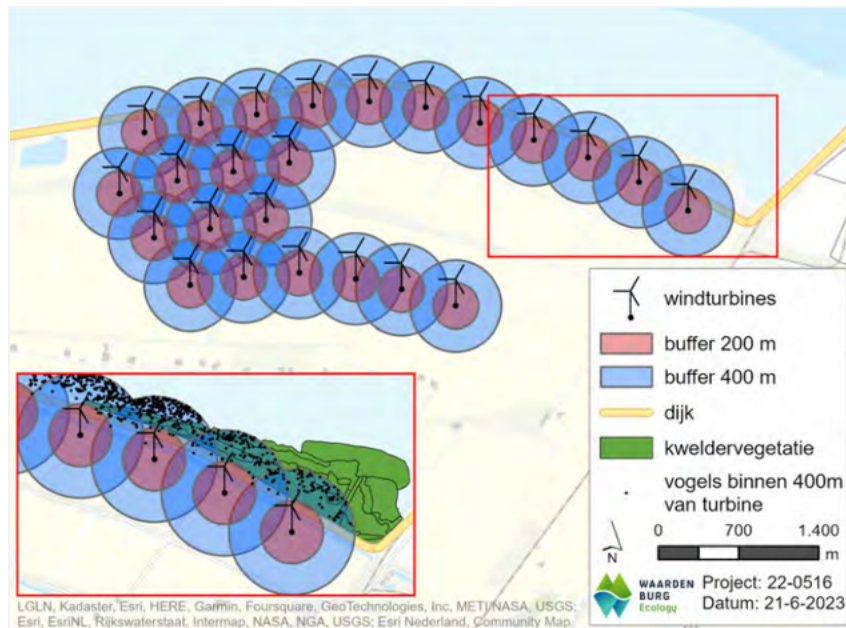 windturbines
buffer 200 m
buffer 400 m
dijk
kweldervegetatie
vogels binnen 400m
van turbine
N
0 700 1.400
m
WAARDEN
BURG
Ecology
Project: 22-0516
Datum: 21-6-2023
LGLN, Kadaster, Esri, HERE, Garmin, Foursquare, GeoTechnologies, Inc, METI/NASA, USGS;
Esri, EsriNL, Rijkswaterstaat, Intermap, NASA, NGA, USGS; Esri Nederland, Community Map